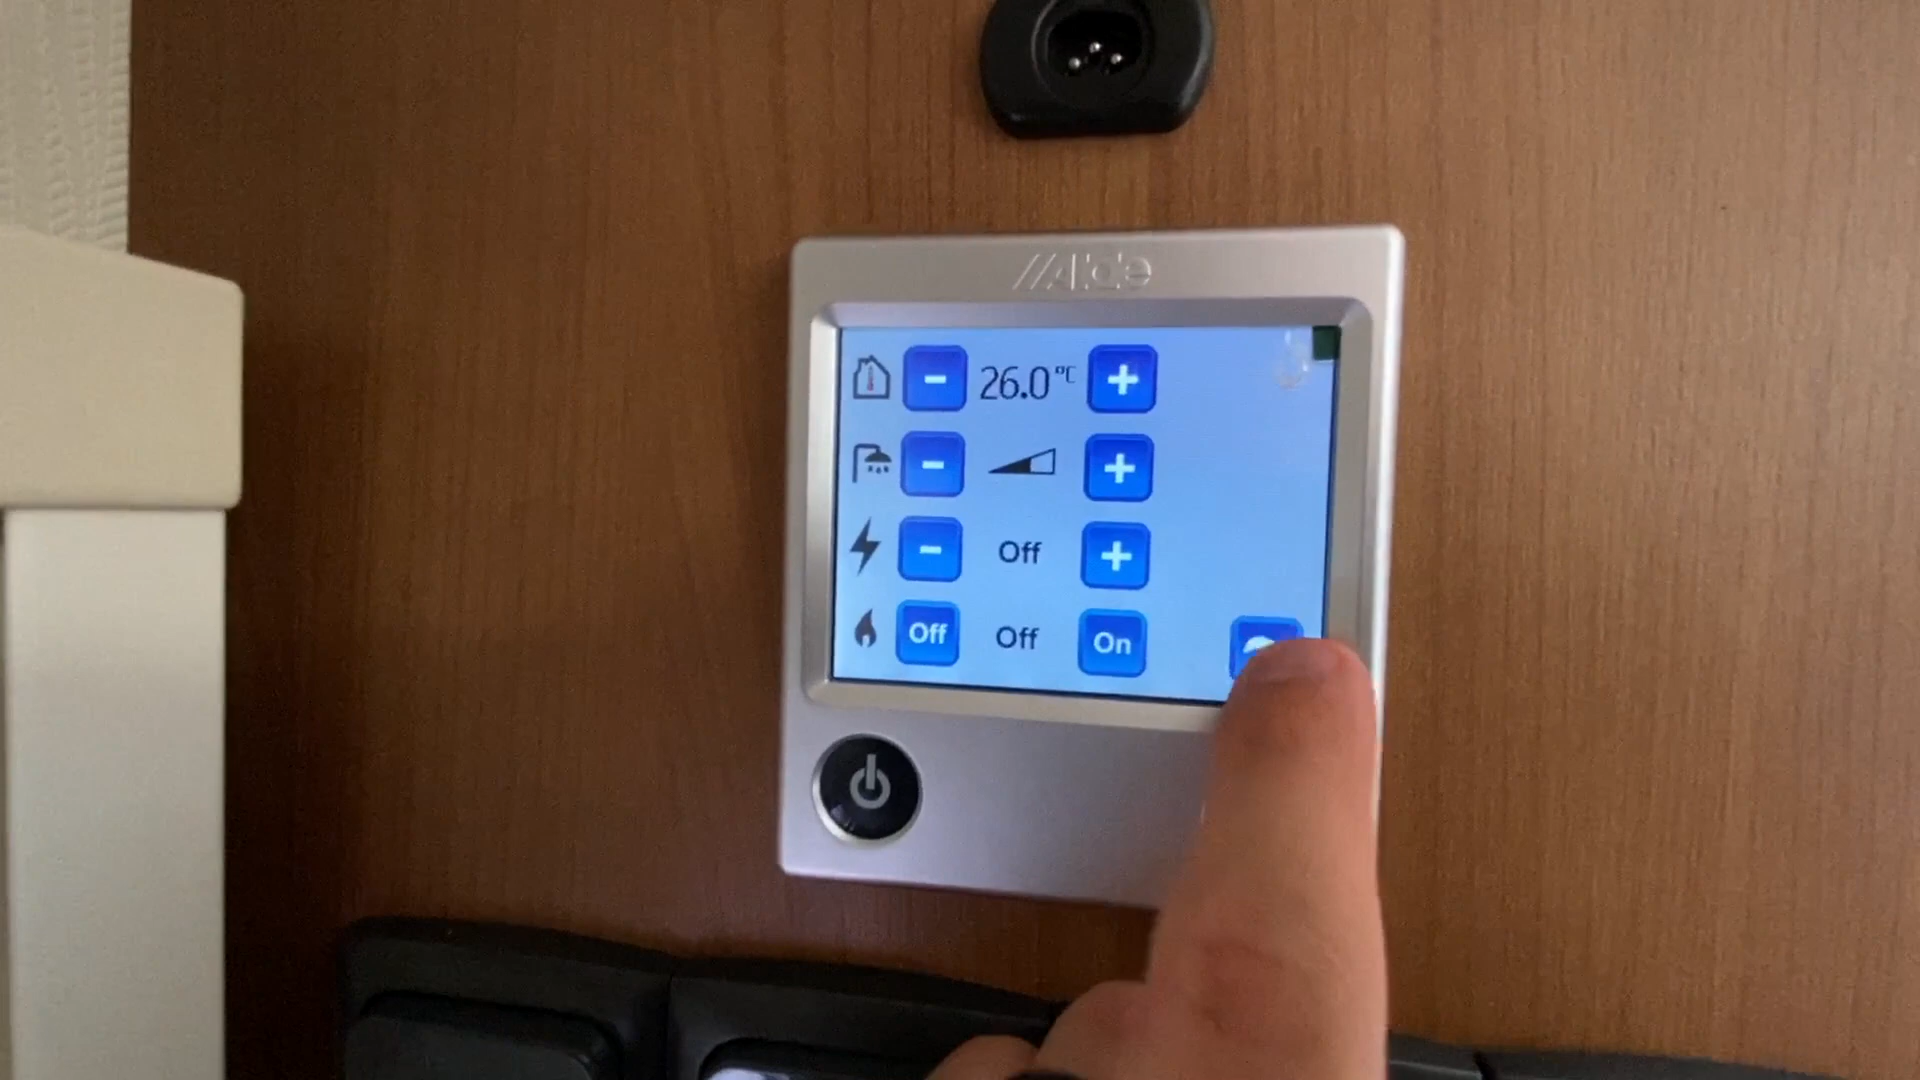 Alde
- 26.0°C +
- +
- Off +
Off Off On